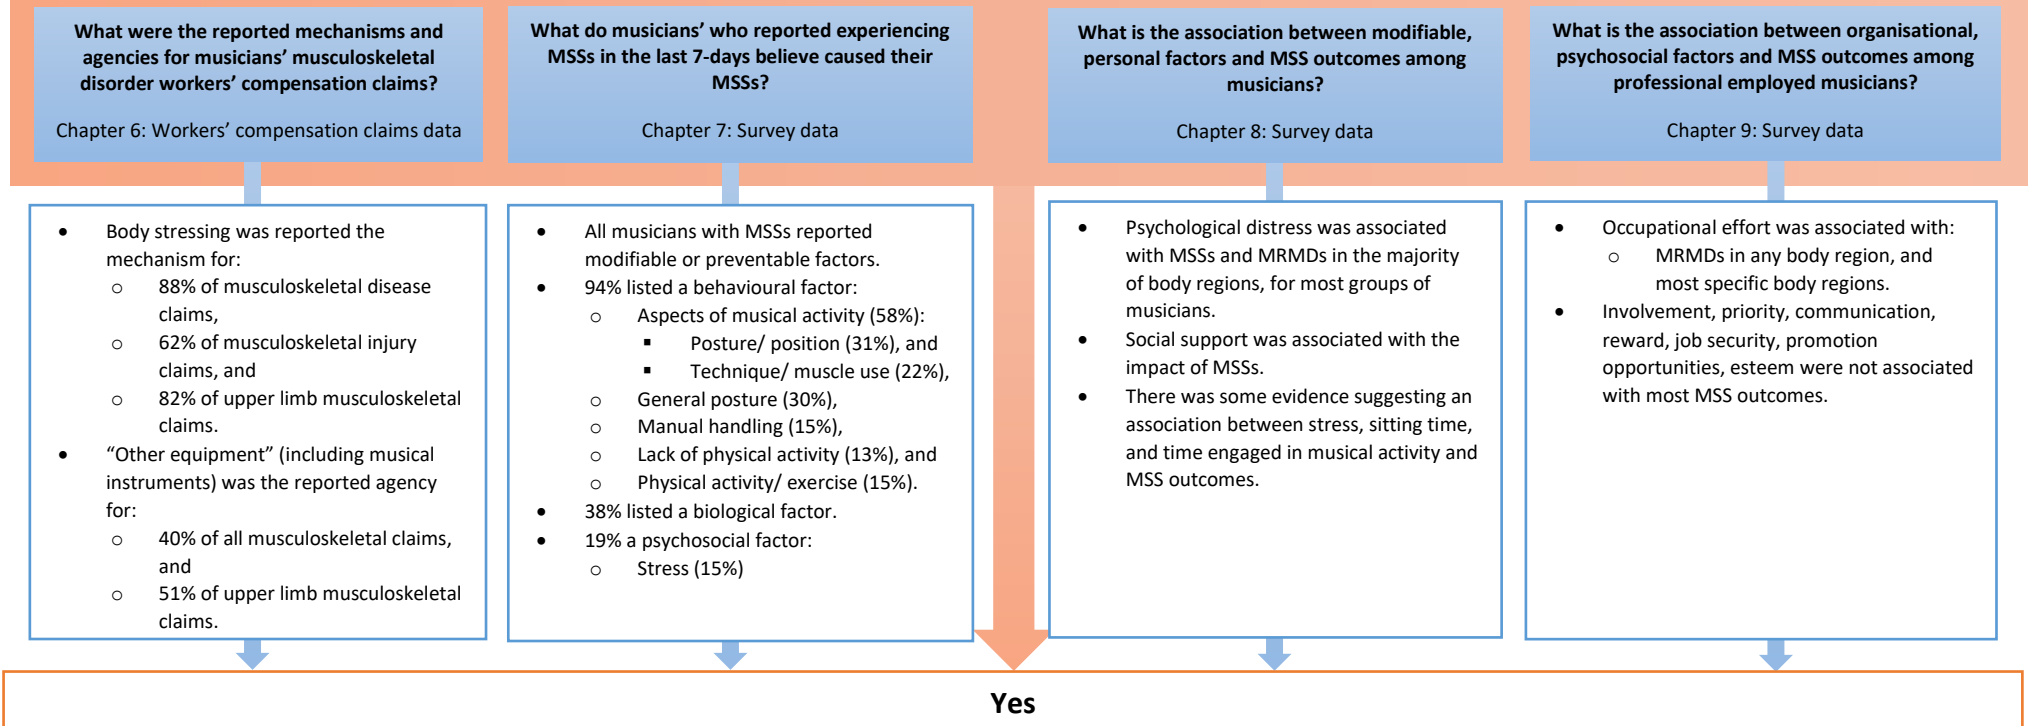 What were the reported mechanisms and
agencies for musicians' musculoskeletal
disorder workers' compensation claims?
Chapter 6: Workers' compensation claims data
What do musicians' who reported experiencing
MSSs in the last 7-days believe caused their
MSSs?
Chapter 7: Survey data
What is the association between modifiable,
personal factors and MSS outcomes among
musicians?
Chapter 8: Survey data
What is the association between organisational,
psychosocial factors and MSS outcomes among
professional employed musicians?
Chapter 9: Survey data
• Body stressing was reported the
mechanism for:
o 88% of musculoskeletal disease
claims,
o 62% of musculoskeletal injury
claims, and
o 82% of upper limb musculoskeletal
claims.
• “Other equipment” (including musical
instruments) was the reported agency
for:
o 40% of all musculoskeletal claims,
and
o 51% of upper limb musculoskeletal
claims.
• All musicians with MSSs reported
modifiable or preventable factors.
• 94% listed a behavioural factor:
o Aspects of musical activity (58%):
▪ Posture/ position (31%), and
▪ Technique/ muscle use (22%),
o General posture (30%),
o Manual handling (15%),
o Lack of physical activity (13%), and
o Physical activity/ exercise (15%).
• 38% listed a biological factor.
• 19% a psychosocial factor:
o Stress (15%)
• Psychological distress was associated
with MSSs and MRMDs in the majority
of body regions, for most groups of
musicians.
• Social support was associated with the
impact of MSSs.
• There was some evidence suggesting an
association between stress, sitting time,
and time engaged in musical activity and
MSS outcomes.
• Occupational effort was associated with:
o MRMDs in any body region, and
most specific body regions.
• Involvement, priority, communication,
reward, job security, promotion
opportunities, esteem were not associated
with most MSS outcomes.
Yes